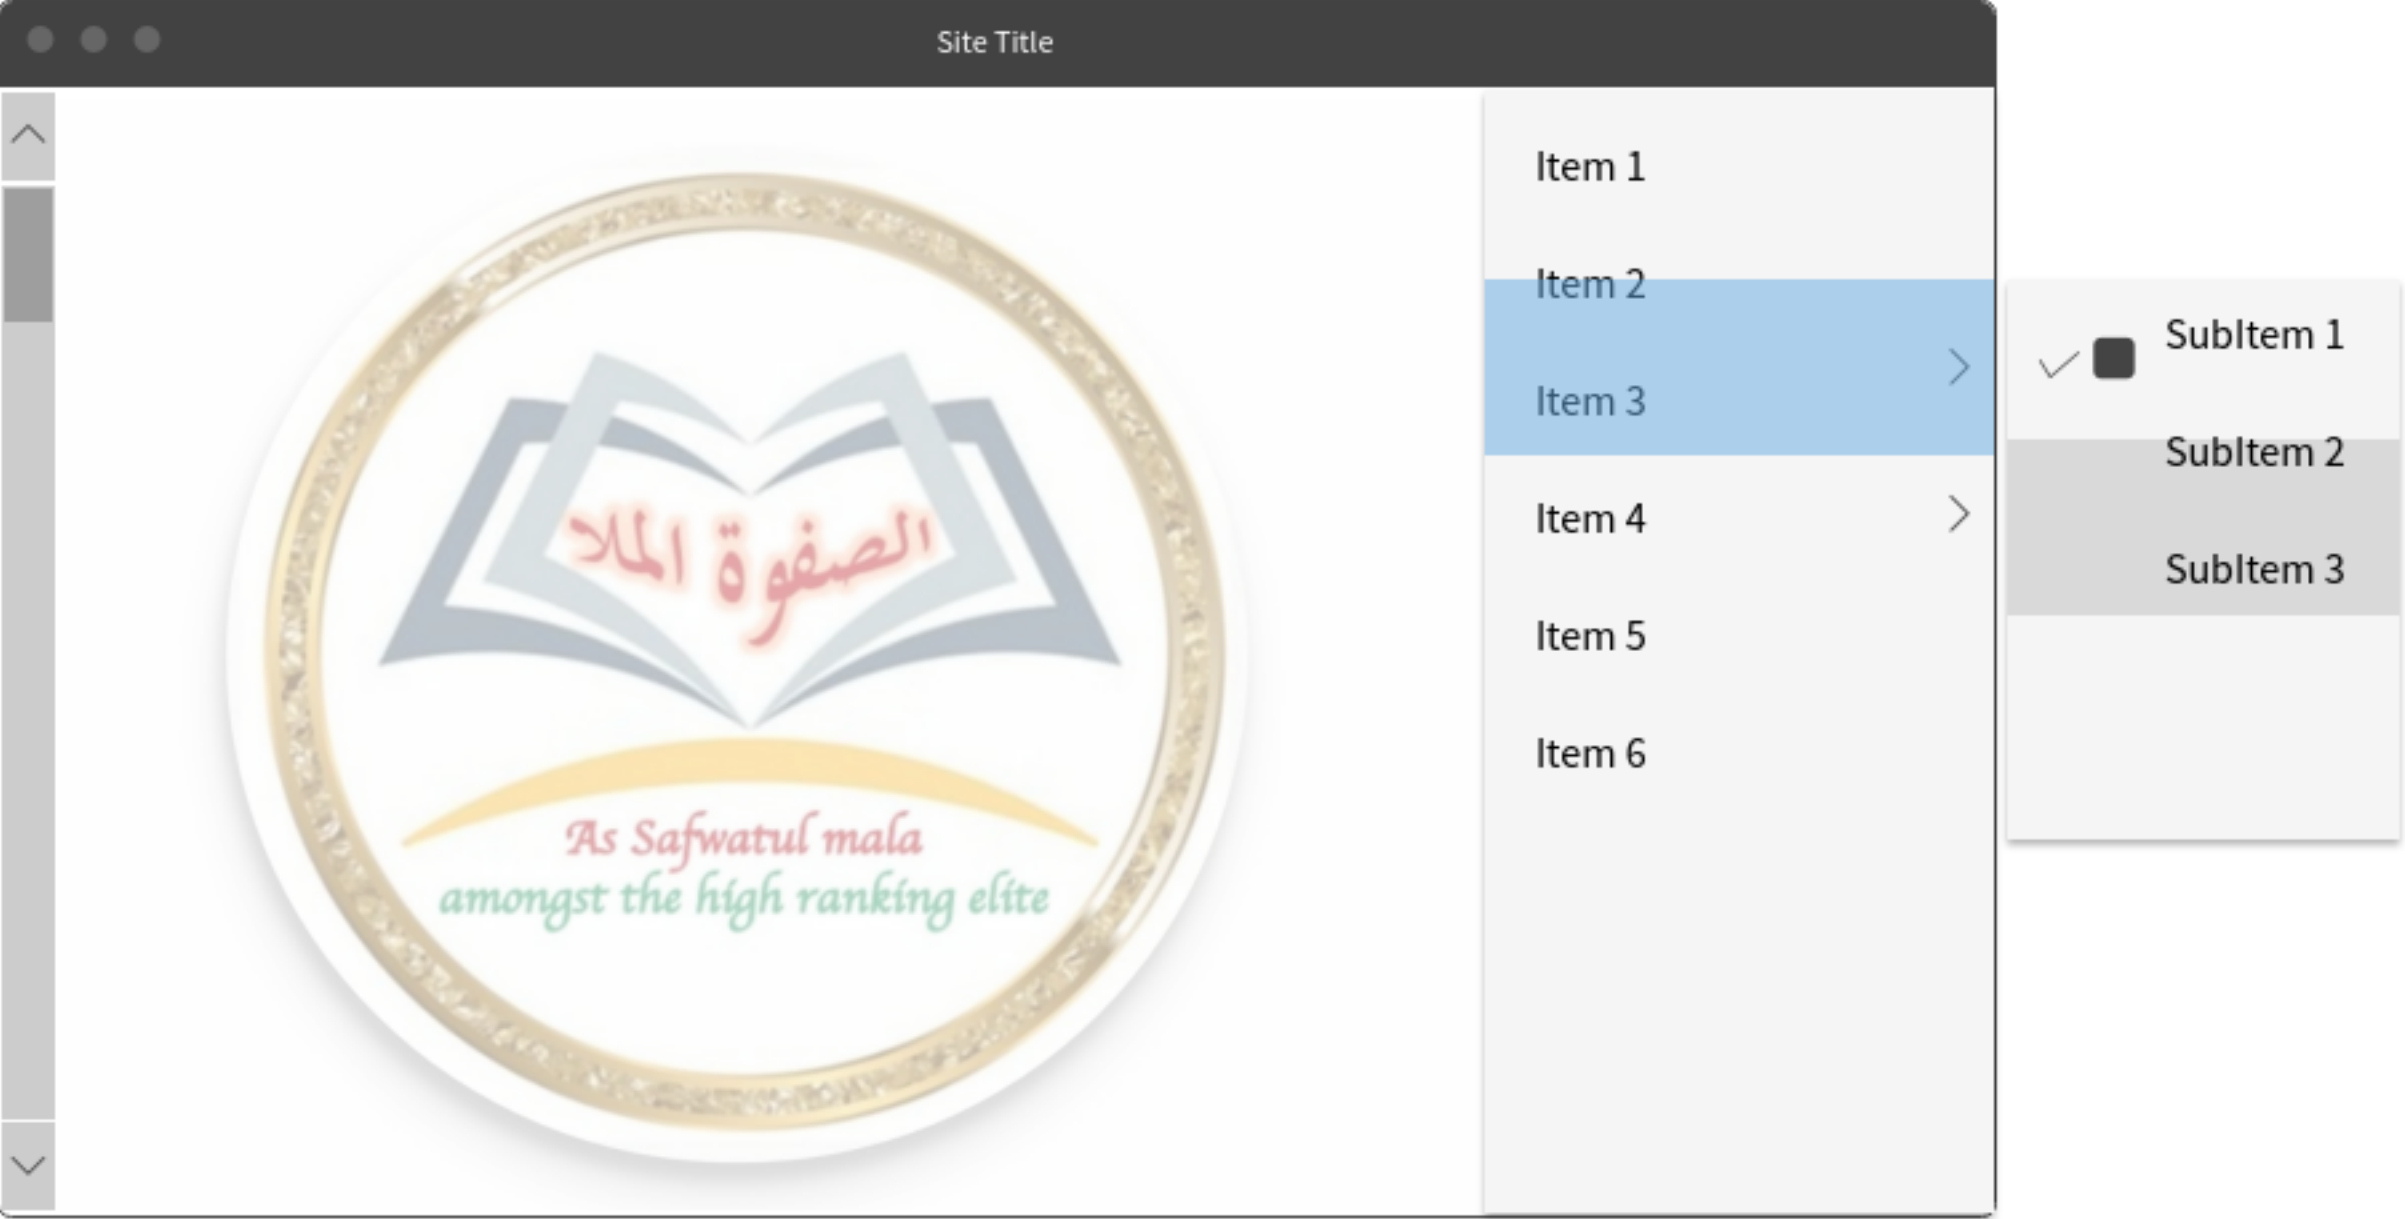 Site Title
الصفوة الملا
As Safwatul mala
amongst the high ranking elite
Item 1
Item 2
Item 3
Item 4
Item 5
Item 6
SubItem 1
SubItem 2
SubItem 3